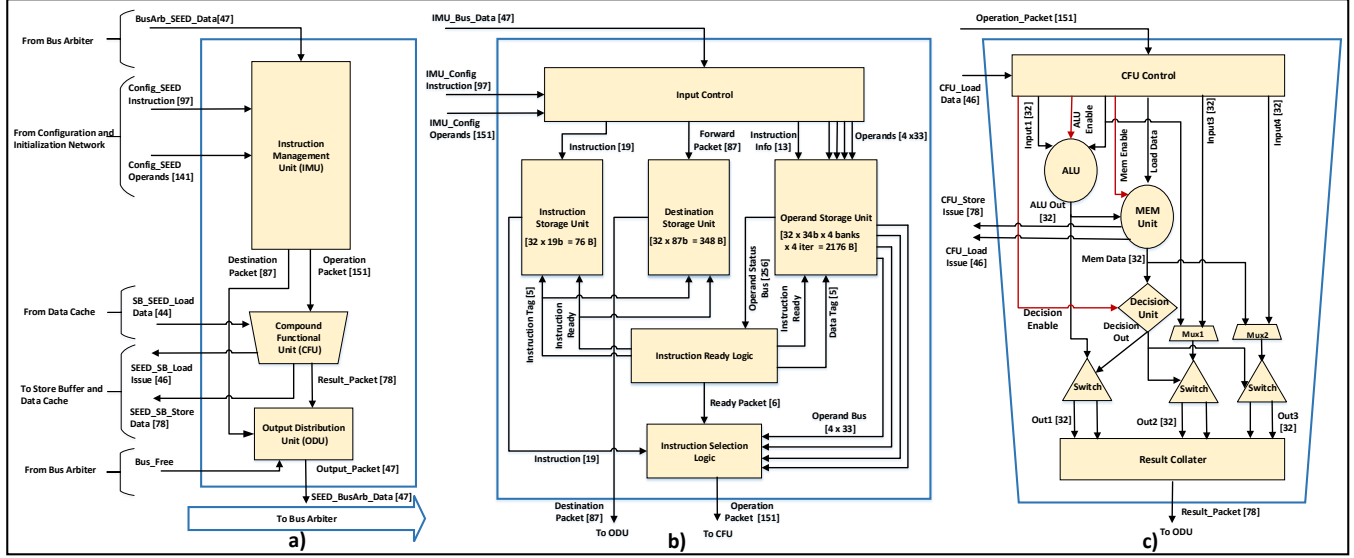 BusArb_SEED_Data[47]
From Bus Arbiter
Config_SEED
Instruction [97]
From Configuration and
Initialization Network
Config_SEED
Operands [141]
Instruction
Management
Unit (IMU)
Destination
Packet [87]
Operation
Packet [151]
From Data Cache
SB_SEED_Load
Data [44]
Compound
Functional
Unit (CFU)
SEED_SB_Load
Issue [46]
To Store Buffer and
Data Cache
SEED_SB_Store
Data [78]
Result_Packet [78]
Output Distribution
Unit (ODU)
From Bus Arbiter
Bus_Free
Output_Packet [47]
SEED_BusArb_Data [47]
To Bus Arbiter
a)
IMU_Bus_Data [47]
IMU_Config
Instruction [97]
IMU_Config
Operands [151]
Input Control
Instruction [19]
Forward
Packet [87]
Instruction
Info [13]
Operands [4 x33]
Instruction
Storage Unit
[32 x 19b = 76 B]
Destination
Storage Unit
[32 x 87b = 348 B]
Operand Storage Unit
[32 x 34b x 4 banks
x 4 iter = 2176 B]
Instruction Tag [5]
Instruction
Ready
Operand Status
Bus [256]
Instruction
Ready
Data Tag [5]
Instruction Ready Logic
Ready Packet [6]
Operand Bus
[4 x 33]
Instruction [19]
Instruction Selection
Logic
Destination
Packet [87]
Operation
Packet [151]
To ODU
To CFU
b)
Operation_Packet [151]
CFU Control
CFU_Load
Data [46]
Input1 [32]
ALU
Enable
Mem Enable
Load Data
Input3 [32]
Input4 [32]
ALU
ALU Out
[32]
MEM
Unit
CFU_Store
Issue [78]
CFU_Load
Issue [46]
Mem Data [32]
Decision
Unit
Decision
Enable
Decision
Out
Mux1
Mux2
Switch
Switch
Switch
Out1 [32]
Out2 [32]
Out3
[32]
Result Collater
Result_Packet [78]
To ODU
c)